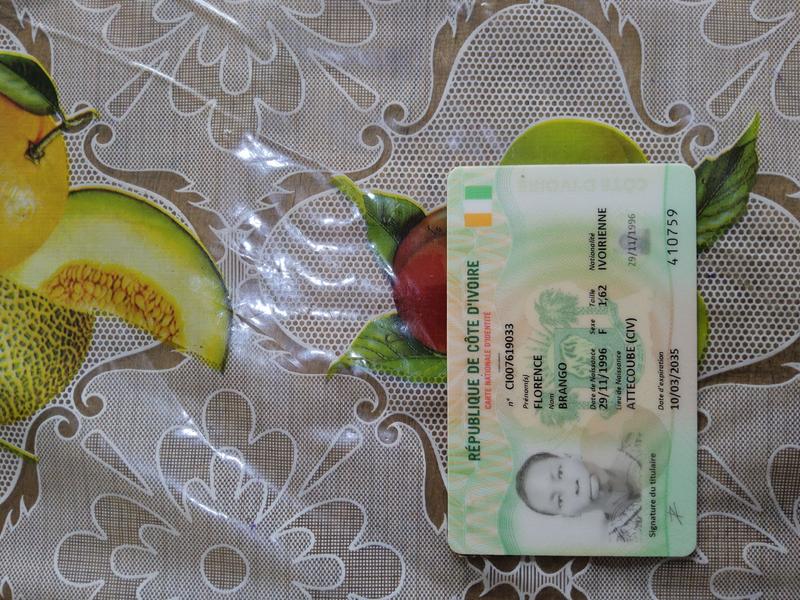 CÔTE D'IVOIRE
RÉPUBLIQUE DE CÔTE D'IVOIRE
CARTE NATIONALE D'IDENTITÉ
n° CI007619033
Prénom(s)
FLORENCE
Nom
BRANGO
Date de Naissance Sexe Taille Nationalité
29/11/1996 F 1,62 IVOIRIENNE
Lieu de Naissance
ATTECOUBE (CIV)
29/11/1996
Date d'expiration
10/03/2035
410759
Signature du titulaire